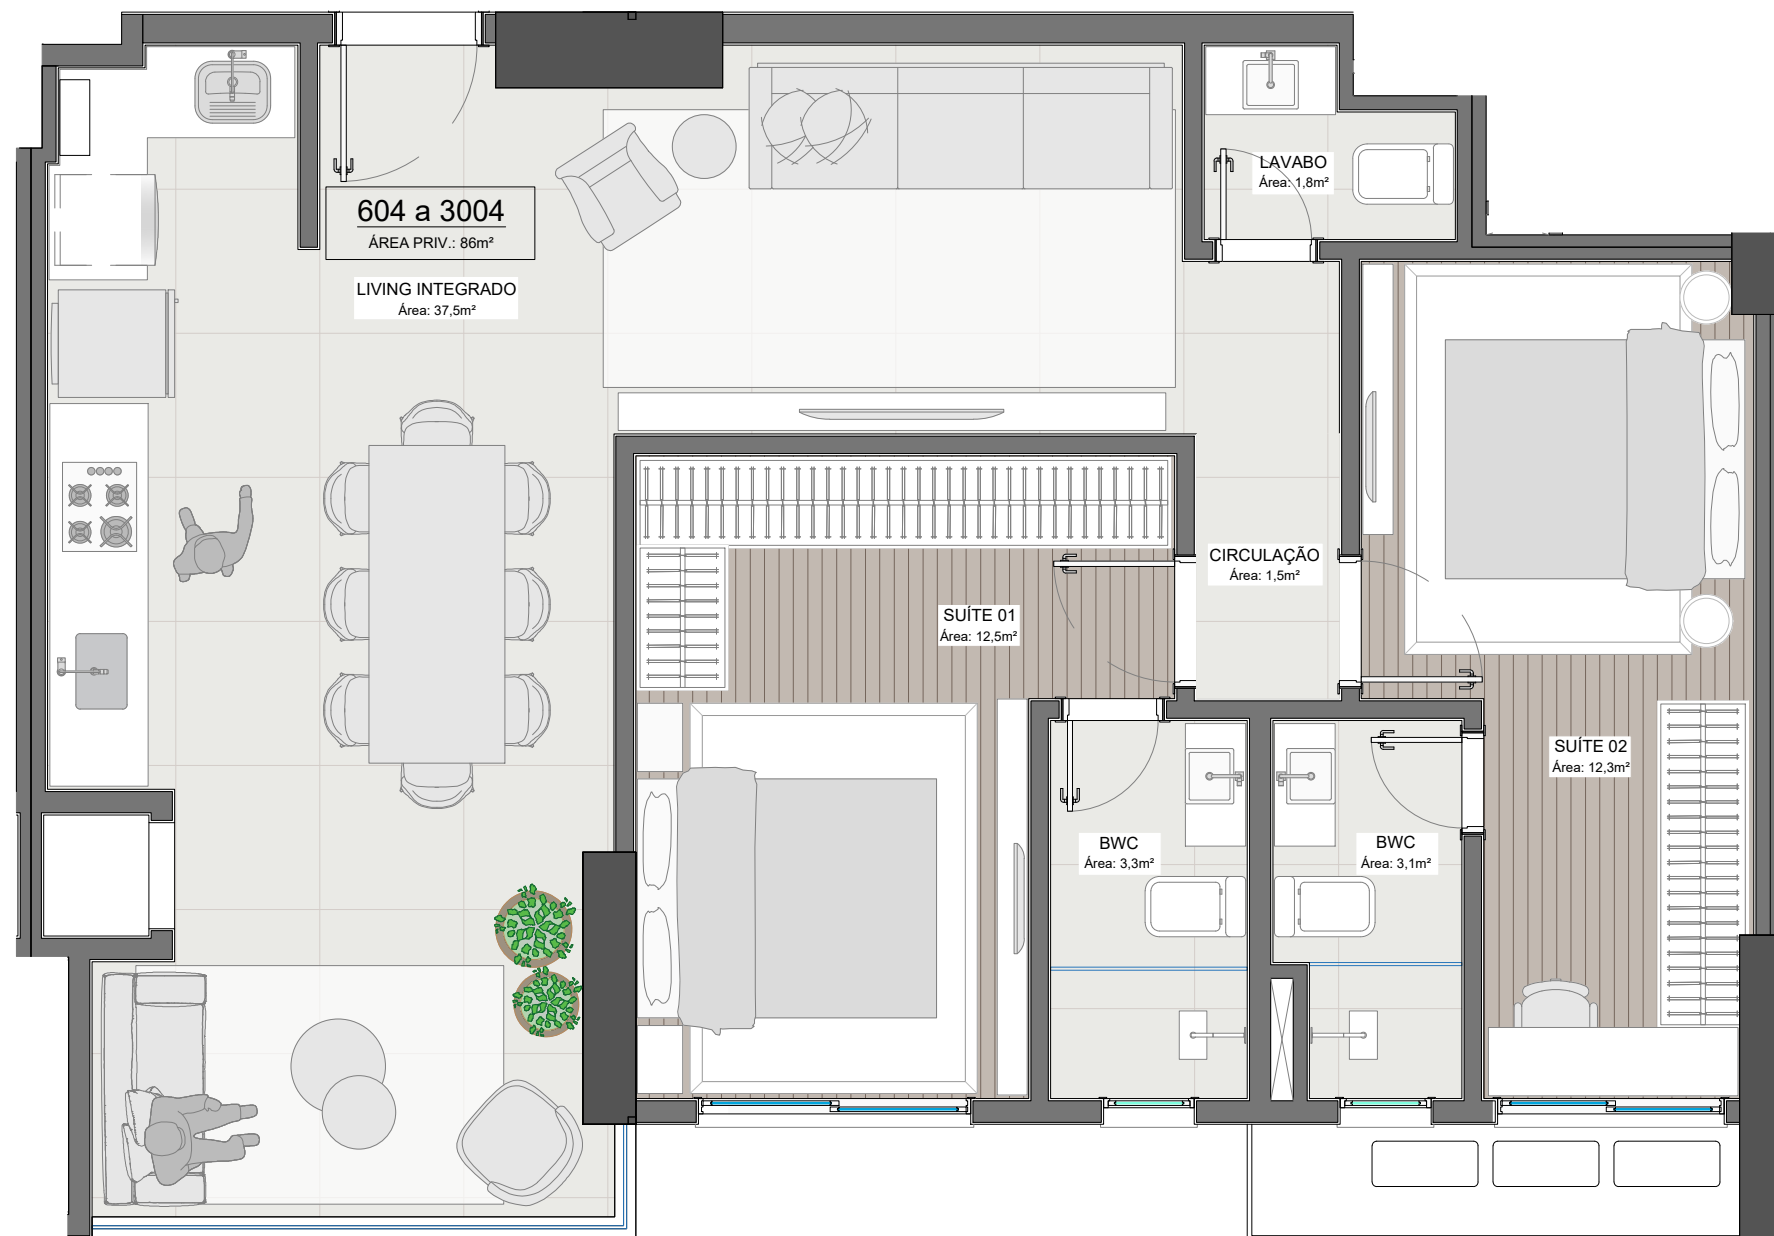 604 a 3004
ÁREA PRIV.: 86m²
LIVING INTEGRADO
Área: 37,5m²
LAVABO
Área: 1,8m²
CIRCULAÇÃO
Área: 1,5m²
SUÍTE 01
Área: 12,5m²
SUÍTE 02
Área: 12,3m²
BWC
Área: 3,3m²
BWC
Área: 3,1m²